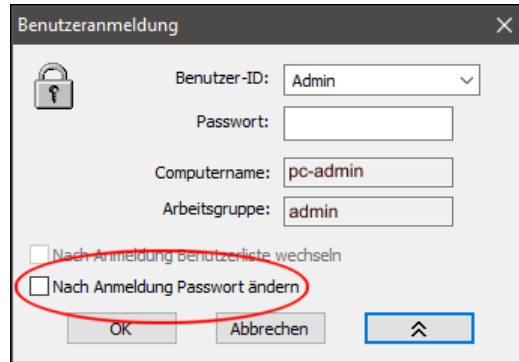 Benutzeranmeldung
Benutzer-ID: Admin
Passwort:
Computername: pc-admin
Arbeitsgruppe: admin
Nach Anmeldung Benutzerliste wechseln
Nach Anmeldung Passwort ändern
OK Abbrechen